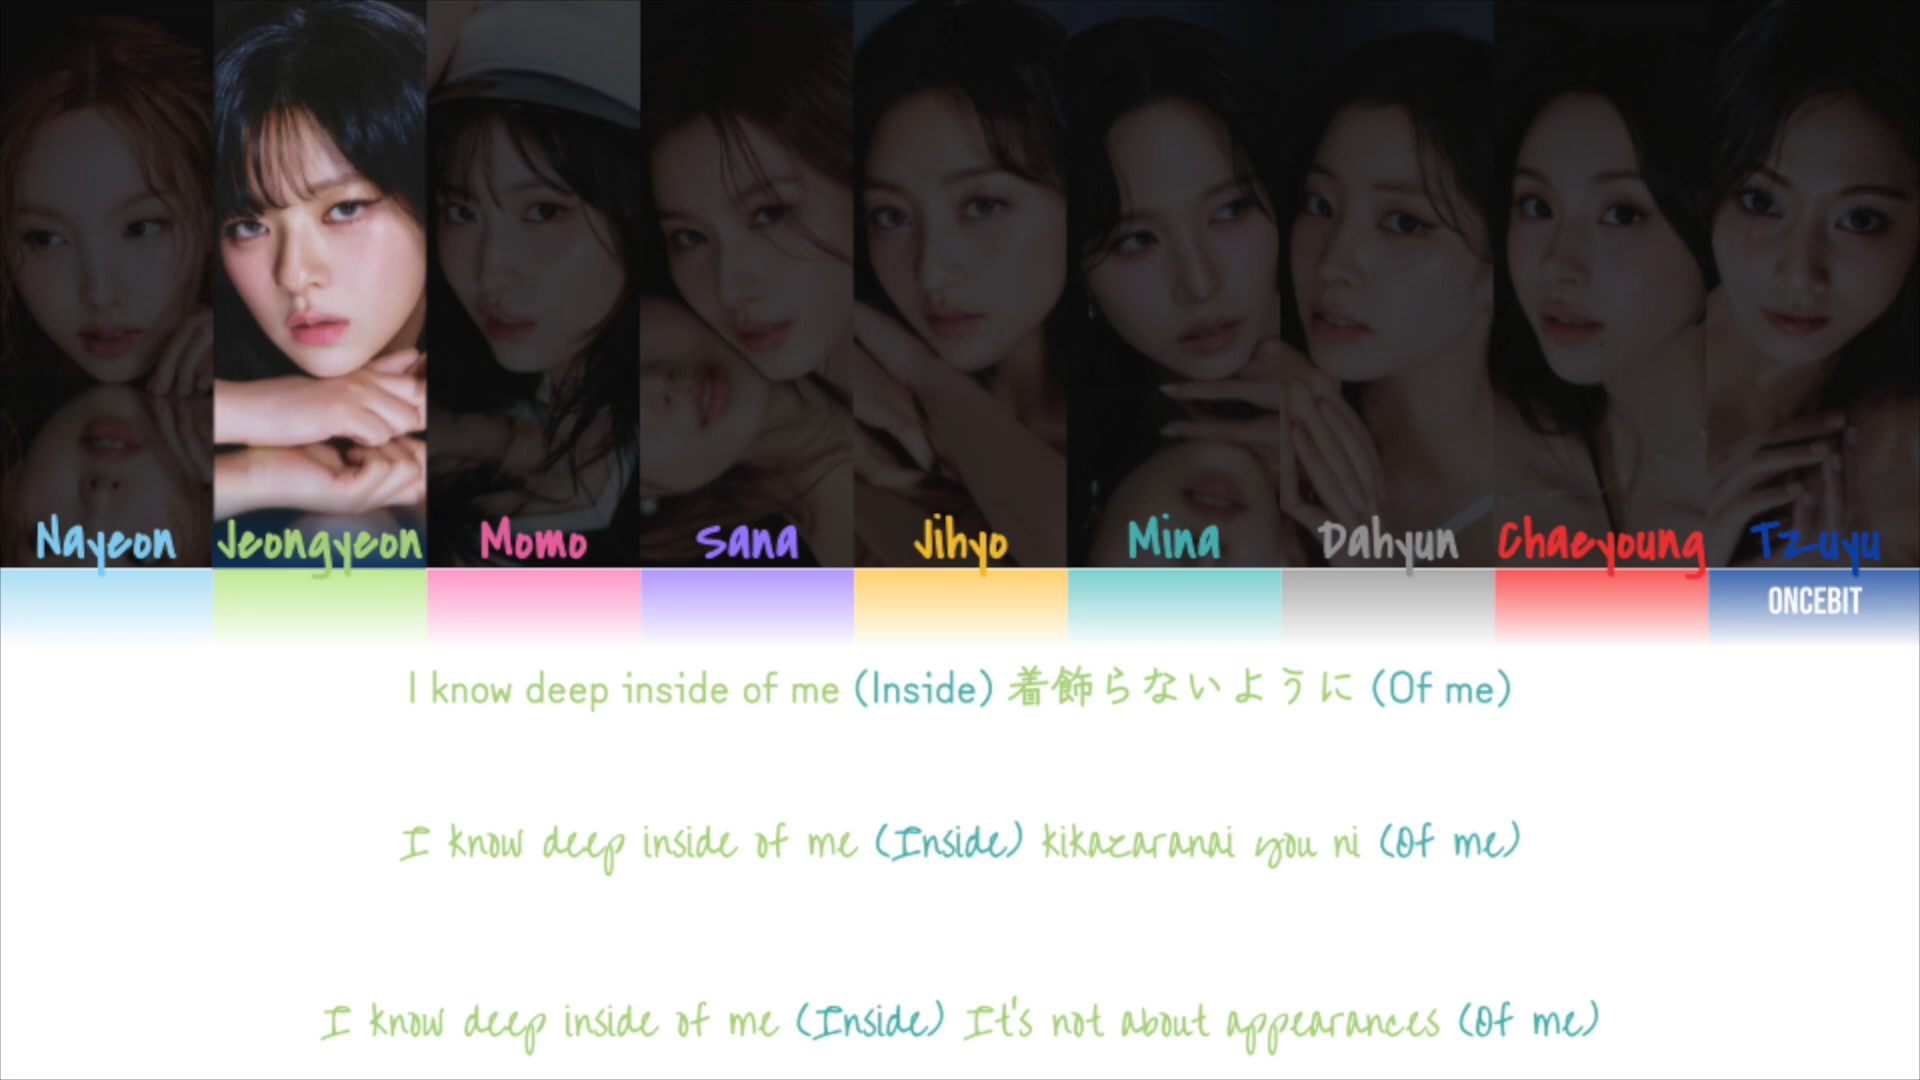 Nayeon Jeongyeon Momo Sana Jihyo Mina Dahyun Chaeyoung Tzuyu
ONCEBIT
I know deep inside of me (Inside) 着飾らないように (Of me)
I know deep inside of me (Inside) kikazaranai you ni (Of me)
I know deep inside of me (Inside) It's not about appearances (Of me)